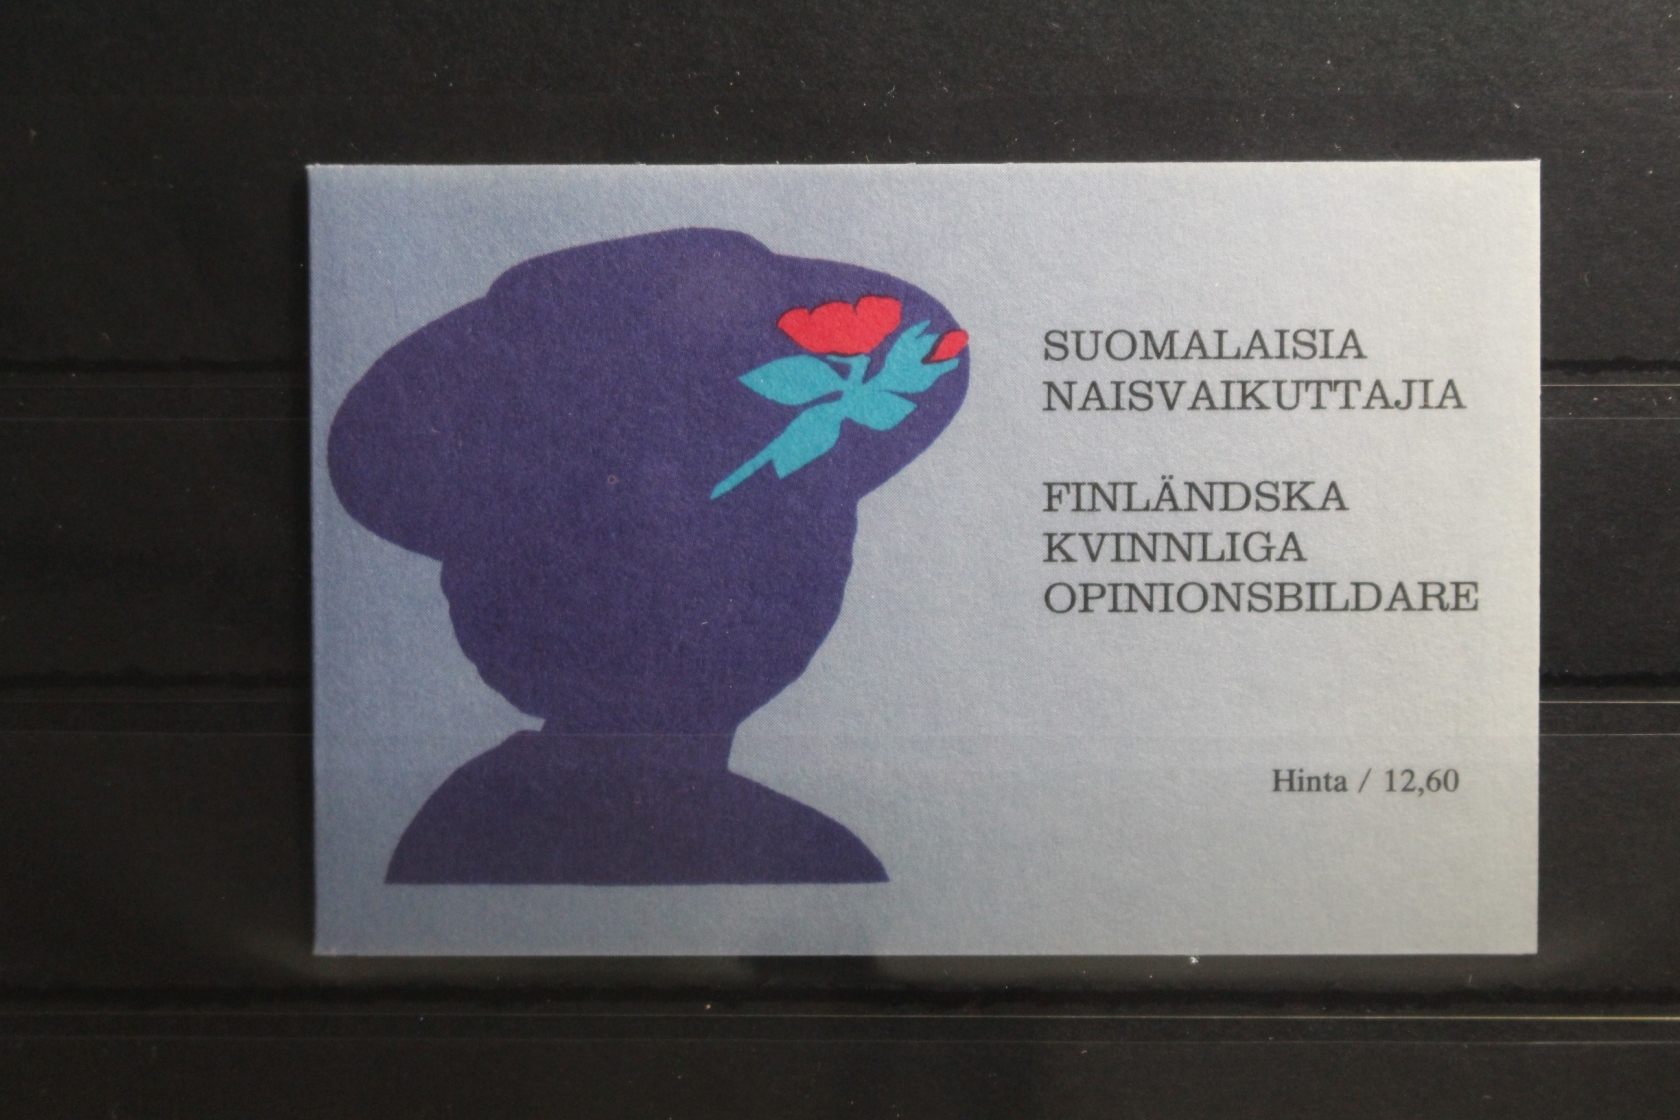 SUOMALAISIA
NAISVAIKUTTAJIA
FINLÄNDSKA
KVINNLIGA
OPINIONSBILDARE
Hinta / 12,60